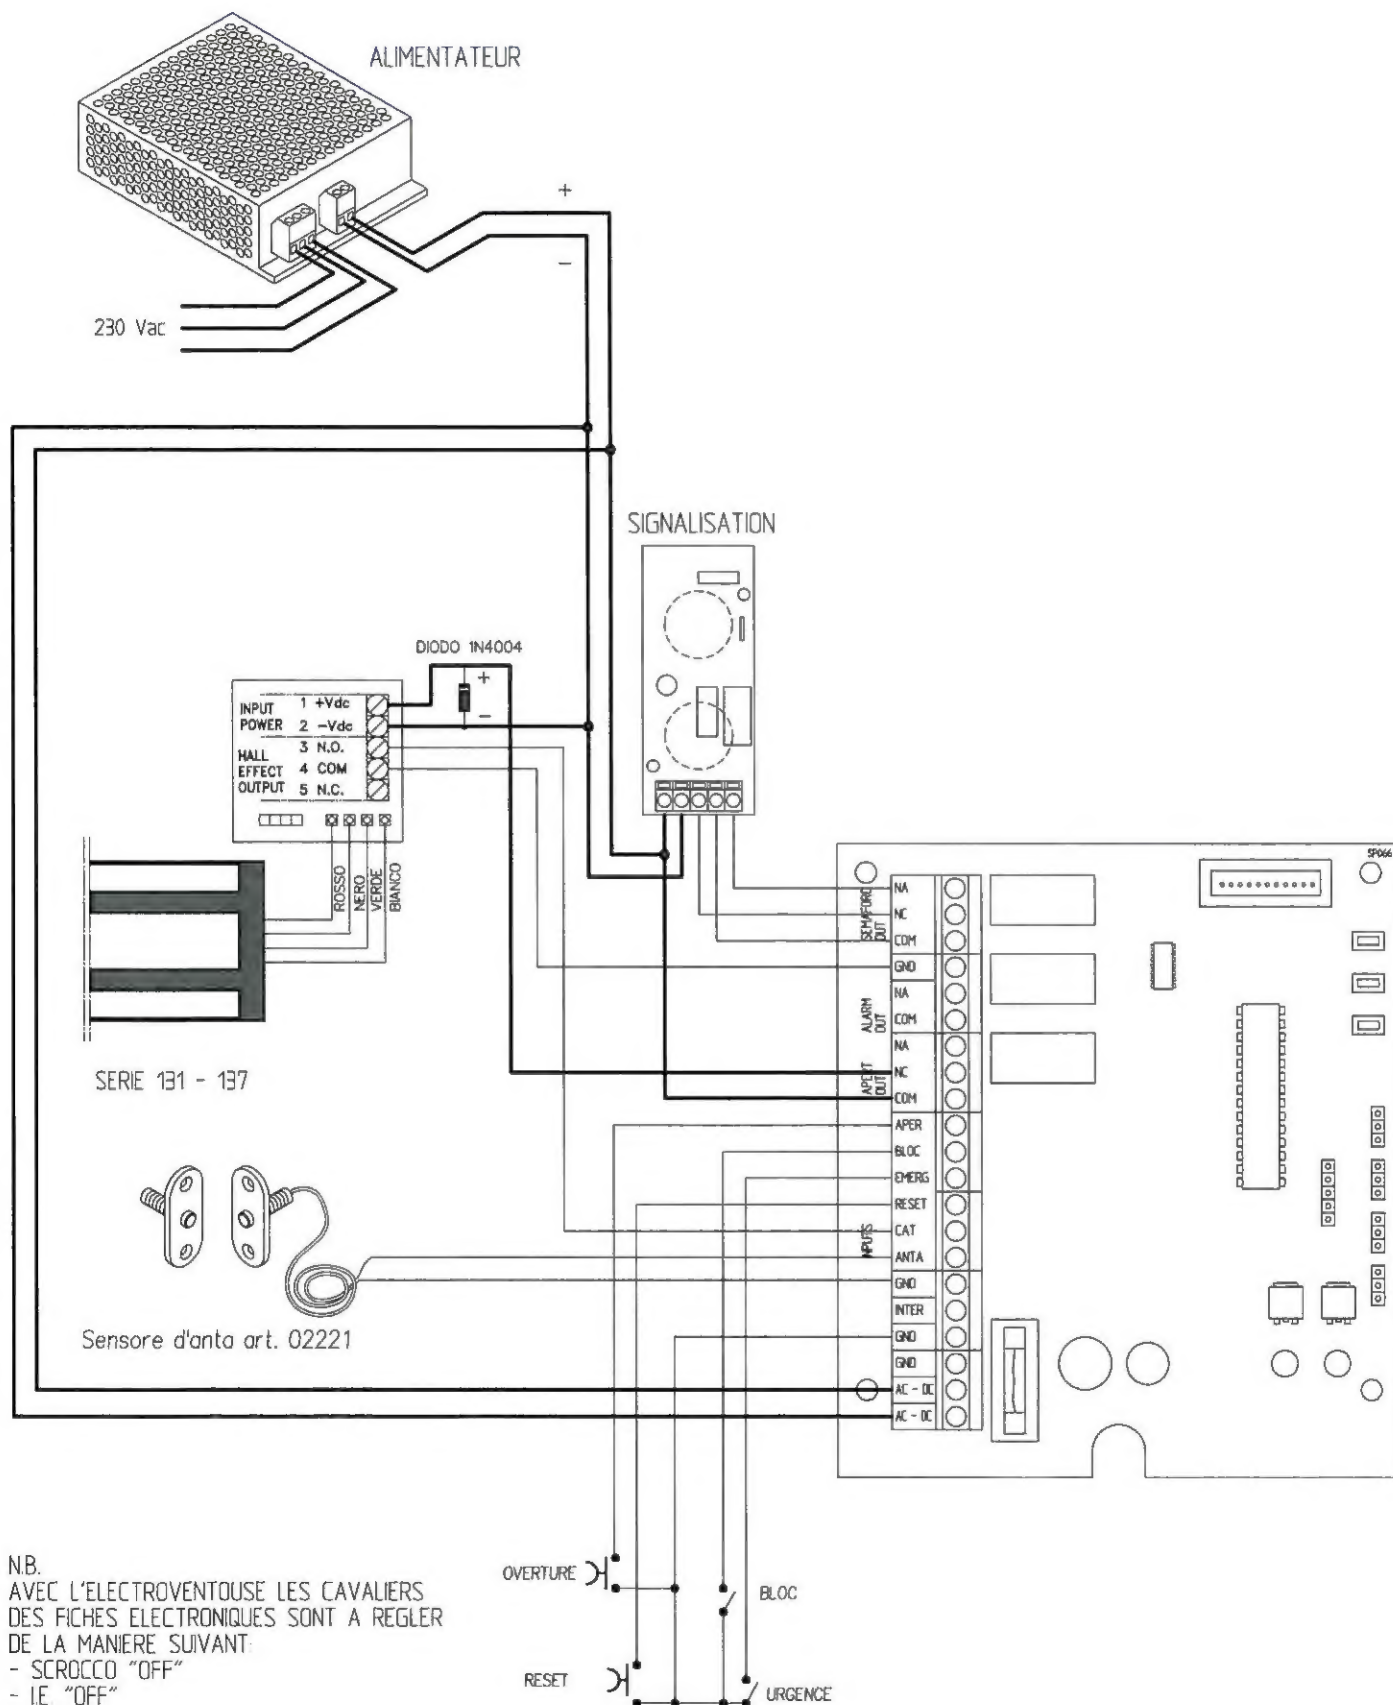 ALIMENTATEUR
+
-
230 Vac
SIGNALISATION
DIODO 1N4004
+
-
INPUT POWER
1 +Vdc
2 -Vdc
HALL EFFECT OUTPUT
3 N.O.
4 COM
5 N.C.
ROSSO
NERO
VERDE
BIANCO
SERIE 131 - 137
Sensore d'anta art. 02221
SP066
SEMAFORO OUT
NA
NC
COM
GND
ALARM OUT
NA
COM
APERT OUT
NA
NC
COM
INPUTS
APER
BLOC
EMERG
RESET
CAT
ANTA
GND
INTER
GND
GND
AC - DC
AC - DC
N.B.
AVEC L'ELECTROVENTOUSE LES CAVALIERS
DES FICHES ELECTRONIQUES SONT A REGLER
DE LA MANIERE SUIVANT:
- SCROCCO "OFF"
- I.E. "OFF"
OVERTURE
BLOC
RESET
URGENCE